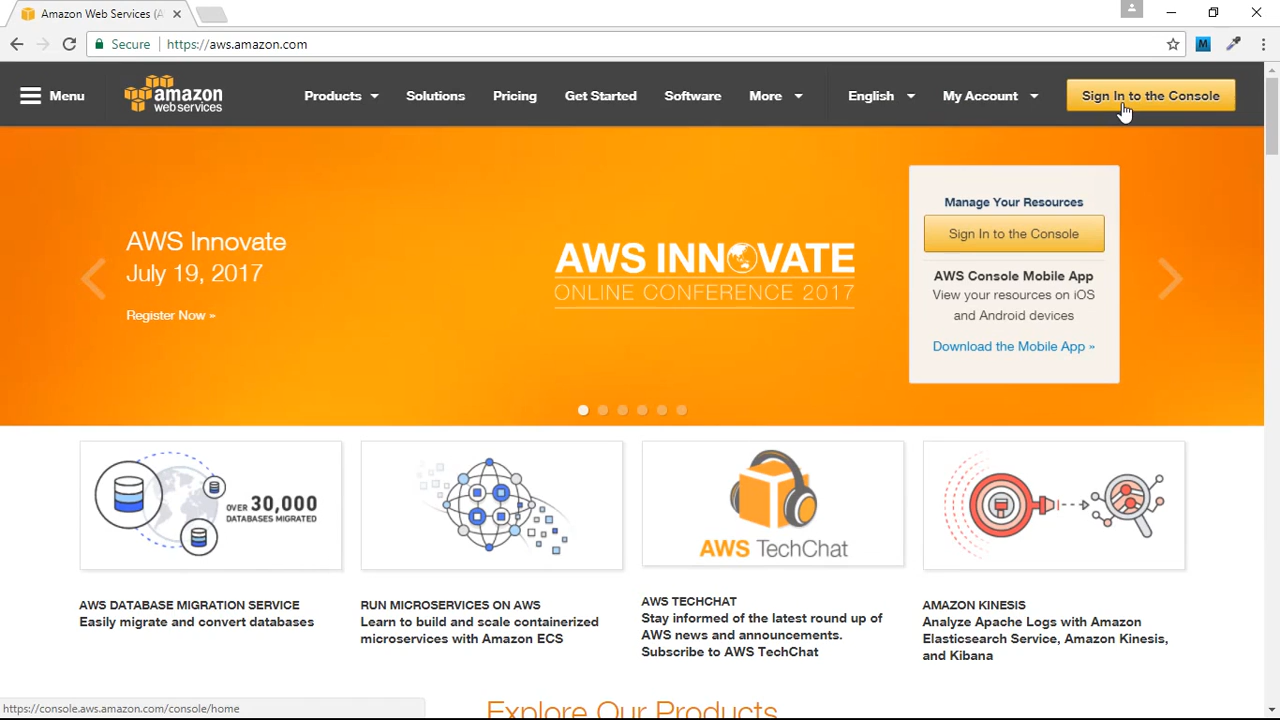 Amazon Web Services (A
Secure
https://aws.amazon.com
M
Menu
amazon
web services
Products
Solutions
Pricing
Get Started
Software
More
English
My Account
Sign In to the Console
AWS Innovate
July 19, 2017
Register Now »
AWS INNOVATE
ONLINE CONFERENCE 2017
Manage Your Resources
Sign In to the Console
AWS Console Mobile App
View your resources on iOS
and Android devices
Download the Mobile App »
OVER 30,000
DATABASES MIGRATED
AWS TechChat
AWS DATABASE MIGRATION SERVICE
Easily migrate and convert databases
RUN MICROSERVICES ON AWS
Learn to build and scale containerized
microservices with Amazon ECS
AWS TECHCHAT
Stay informed of the latest round up of
AWS news and announcements.
Subscribe to AWS TechChat
AMAZON KINESIS
Analyze Apache Logs with Amazon
Elasticsearch Service, Amazon Kinesis,
and Kibana
Explore Our Products
https://console.aws.amazon.com/console/home